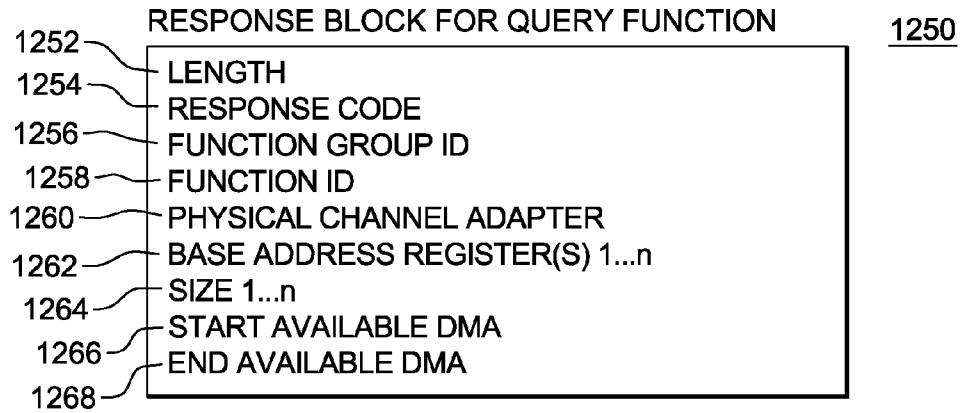 RESPONSE BLOCK FOR QUERY FUNCTION
1250
1252 LENGTH
1254 RESPONSE CODE
1256 FUNCTION GROUP ID
1258 FUNCTION ID
1260 PHYSICAL CHANNEL ADAPTER
1262 BASE ADDRESS REGISTER(S) 1...n
1264 SIZE 1...n
1266 START AVAILABLE DMA
1268 END AVAILABLE DMA